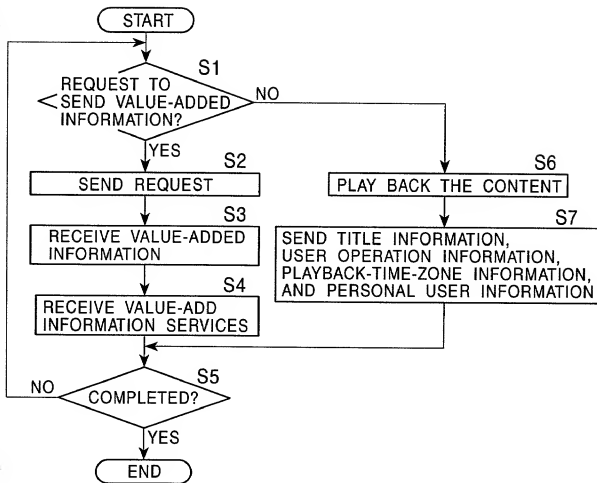 START
S1
REQUEST TO
SEND VALUE-ADDED
INFORMATION?
NO
YES
S2
SEND REQUEST
S3
RECEIVE VALUE-ADDED
INFORMATION
S4
RECEIVE VALUE-ADD
INFORMATION SERVICES
S6
PLAY BACK THE CONTENT
S7
SEND TITLE INFORMATION,
USER OPERATION INFORMATION,
PLAYBACK-TIME-ZONE INFORMATION,
AND PERSONAL USER INFORMATION
S5
NO
COMPLETED?
YES
END